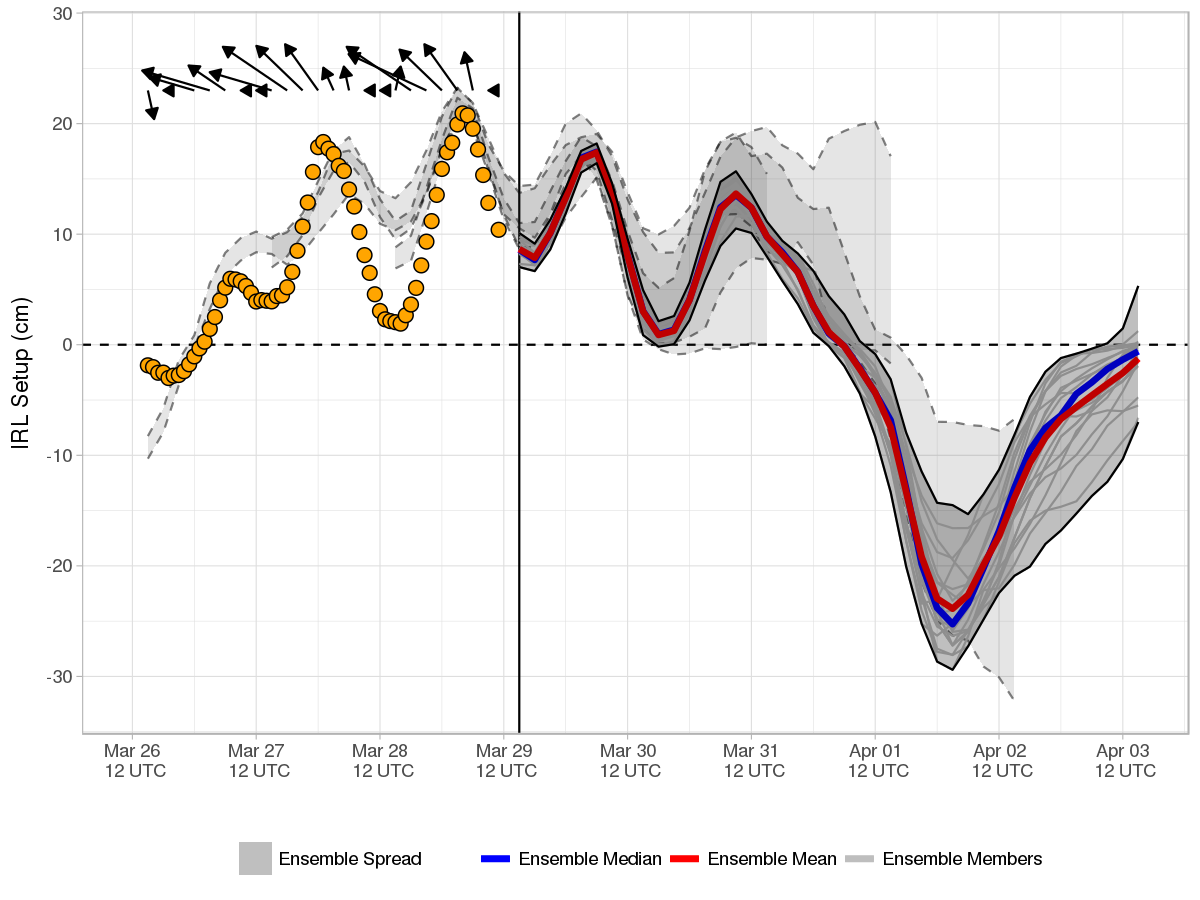 30
20
10
0
-10
-20
-30
IRL Setup (cm)
Mar 26 Mar 27 Mar 28 Mar 29 Mar 30 Mar 31 Apr 01 Apr 02 Apr 03
12 UTC 12 UTC 12 UTC 12 UTC 12 UTC 12 UTC 12 UTC 12 UTC 12 UTC
Ensemble Spread Ensemble Median Ensemble Mean Ensemble Members